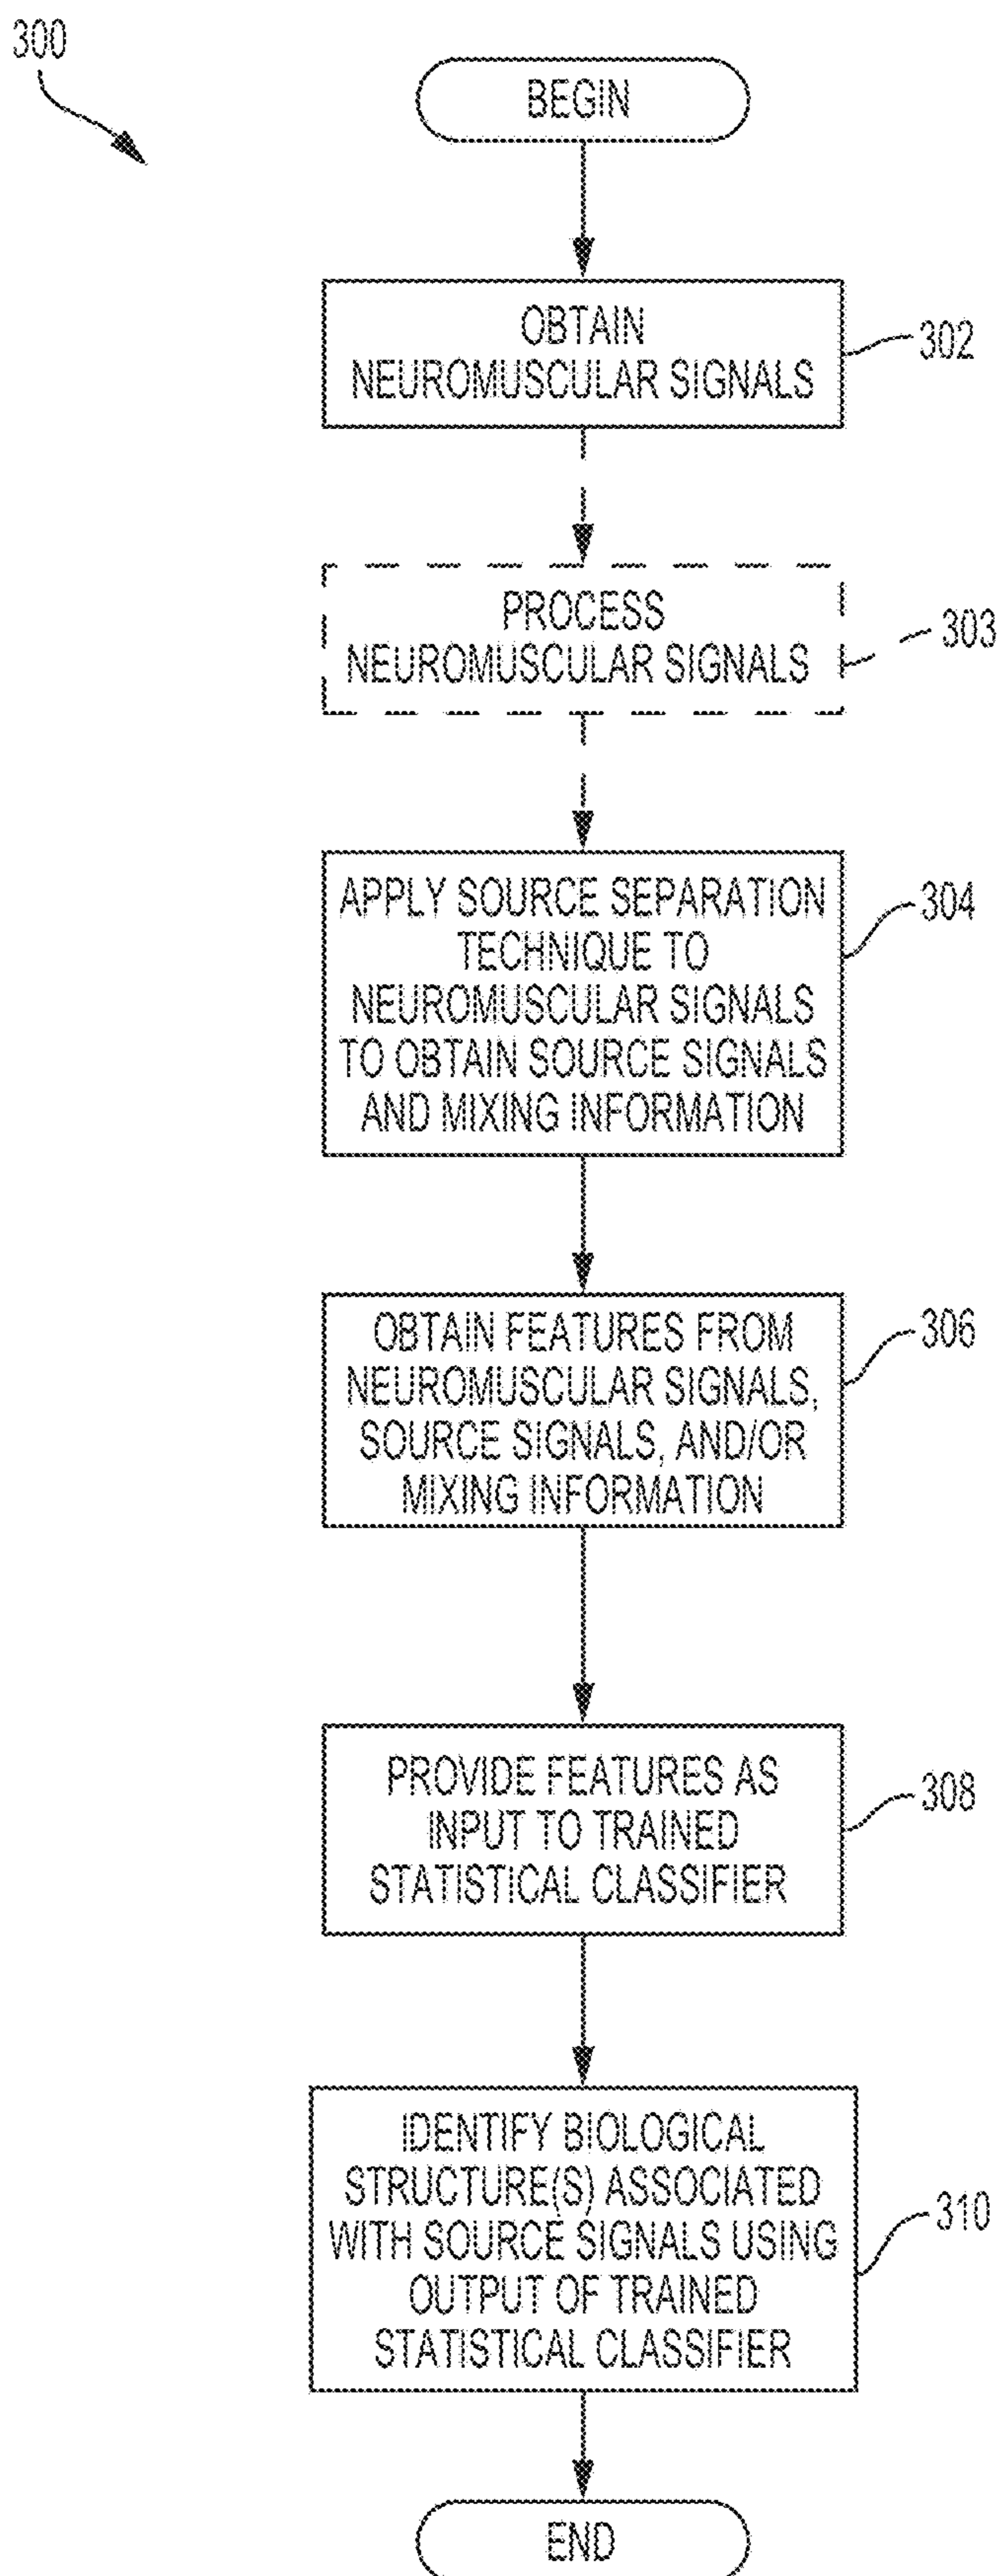 300
BEGIN
OBTAIN
NEUROMUSCULAR SIGNALS
302
PROCESS
NEUROMUSCULAR SIGNALS
303
APPLY SOURCE SEPARATION
TECHNIQUE TO
NEUROMUSCULAR SIGNALS
TO OBTAIN SOURCE SIGNALS
AND MIXING INFORMATION
304
OBTAIN FEATURES FROM
NEUROMUSCULAR SIGNALS,
SOURCE SIGNALS, AND/OR
MIXING INFORMATION
306
PROVIDE FEATURES AS
INPUT TO TRAINED
STATISTICAL CLASSIFIER
308
IDENTIFY BIOLOGICAL
STRUCTURE(S) ASSOCIATED
WITH SOURCE SIGNALS USING
OUTPUT OF TRAINED
STATISTICAL CLASSIFIER
310
END